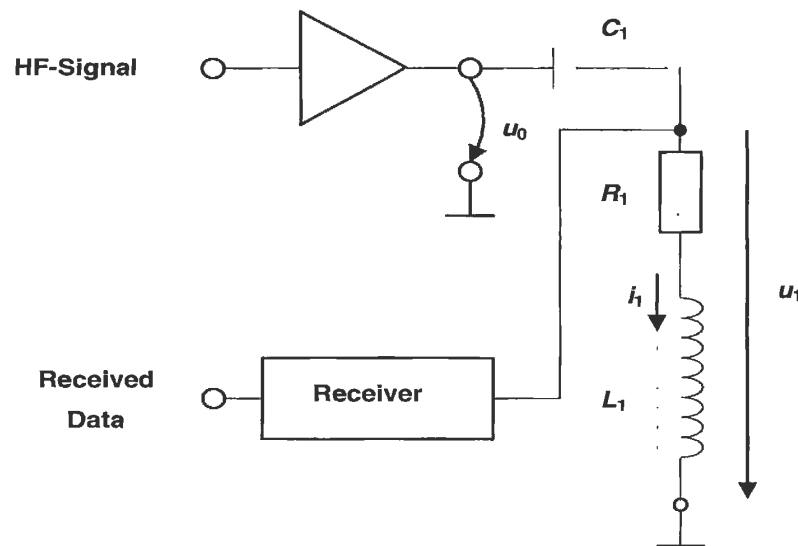 C₁
HF-Signal
u₀
R₁
i₁
u₁
Received
Data
Receiver
L₁